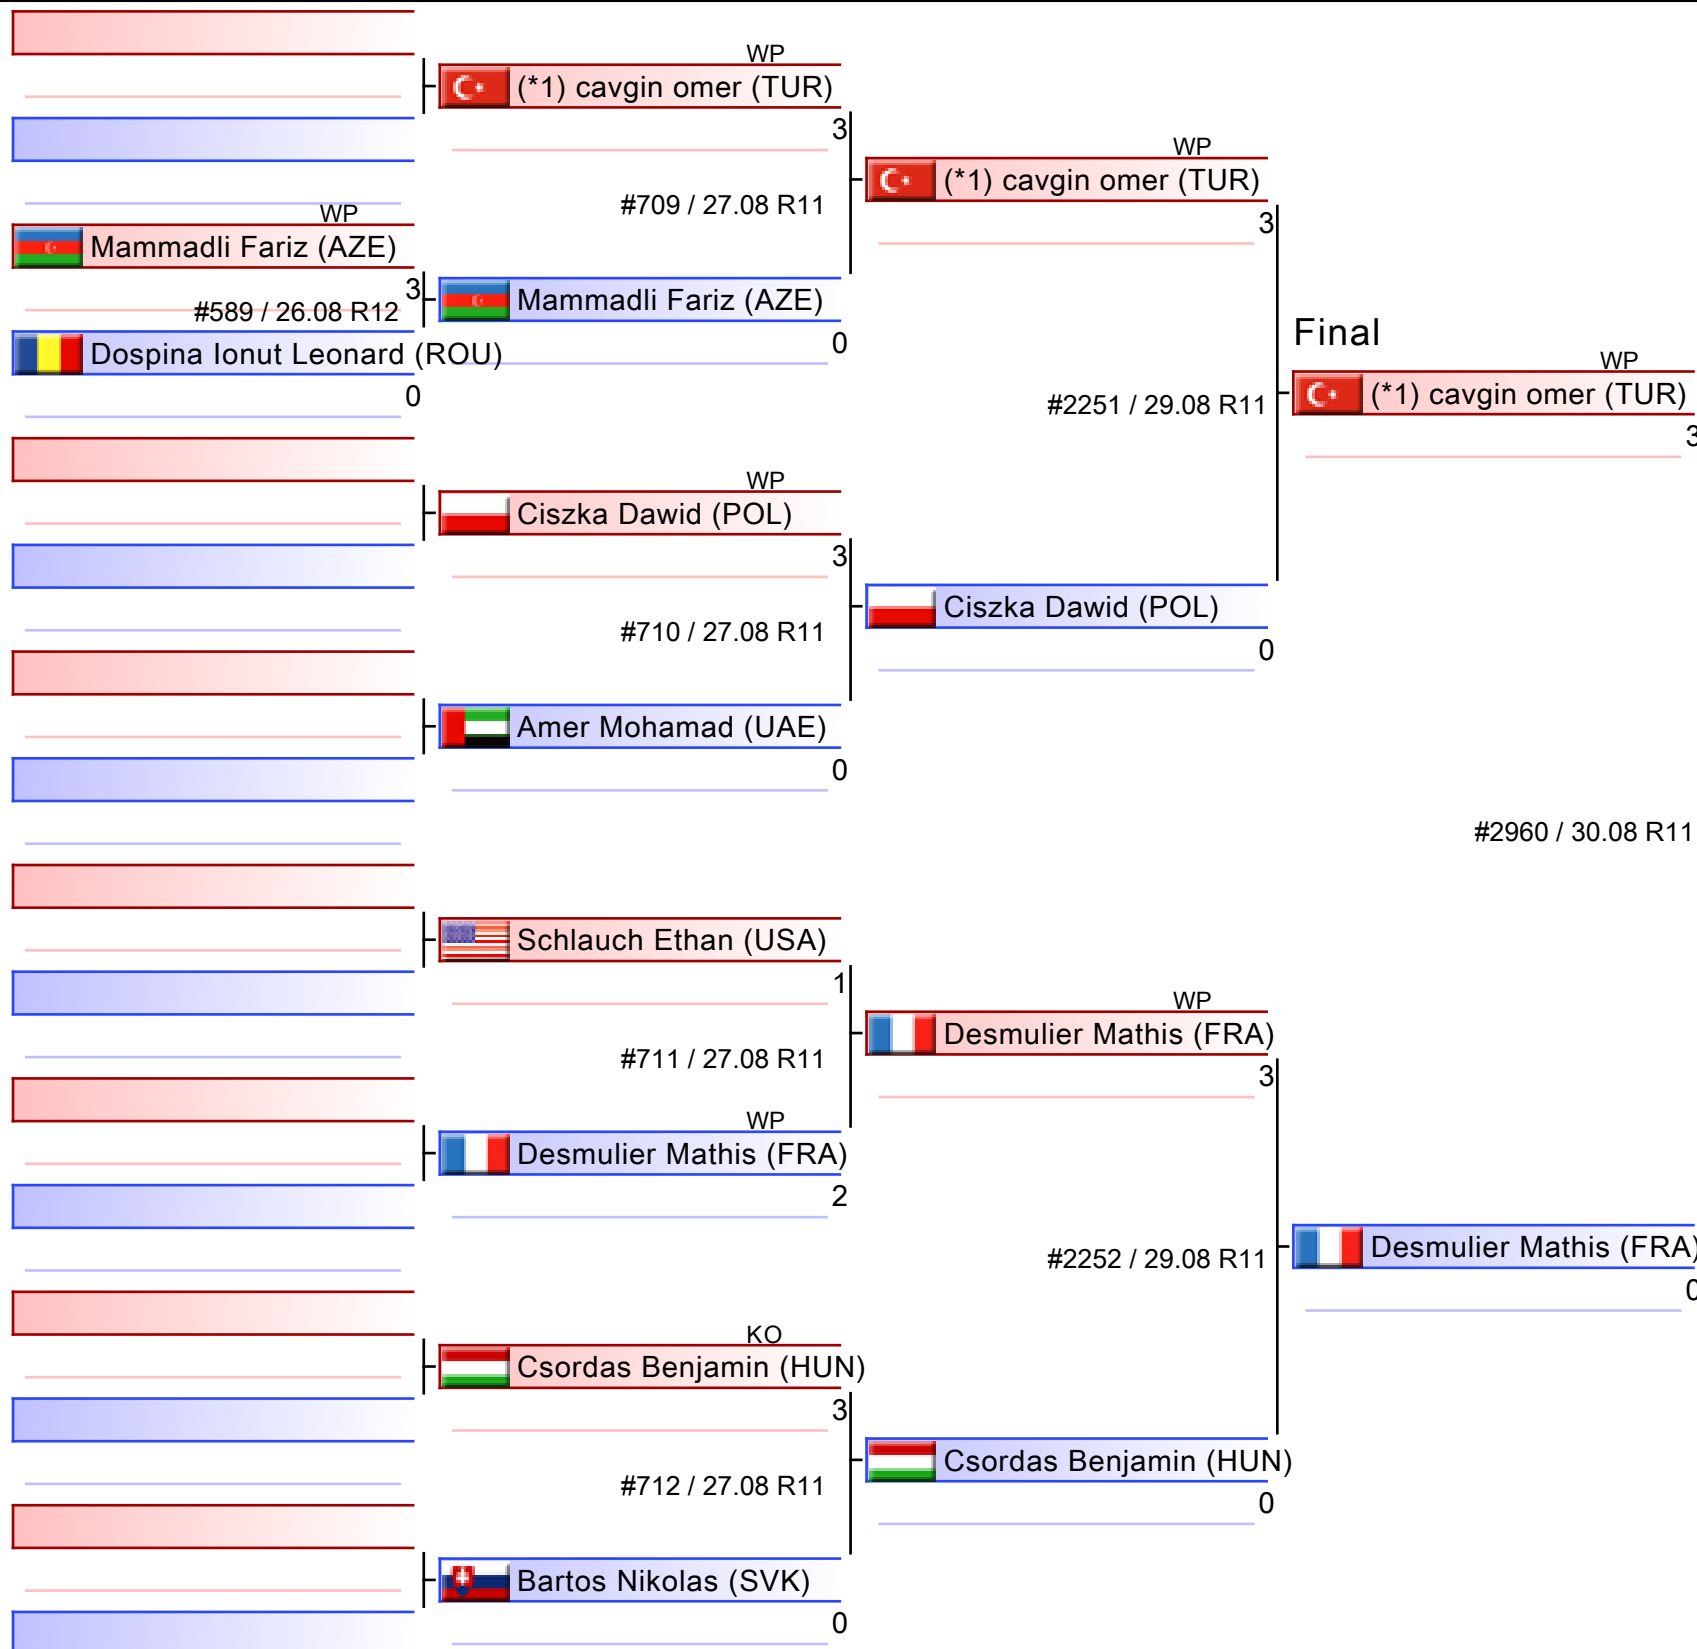 WP
(*1) cavgin omer (TUR)
3
WP
(*1) cavgin omer (TUR)
#709 / 27.08 R11
WP
Mammadli Fariz (AZE)
3
3
#589 / 26.08 R12
Mammadli Fariz (AZE)
Final
0
Dospina Ionut Leonard (ROU)
WP
0
(*1) cavgin omer (TUR)
#2251 / 29.08 R11
3
WP
Ciszka Dawid (POL)
3
Ciszka Dawid (POL)
#710 / 27.08 R11
0
Amer Mohamad (UAE)
0
#2960 / 30.08 R11
Schlauch Ethan (USA)
1
WP
Desmulier Mathis (FRA)
#711 / 27.08 R11
3
WP
Desmulier Mathis (FRA)
2
Desmulier Mathis (FRA)
#2252 / 29.08 R11
0
KO
Csordas Benjamin (HUN)
3
Csordas Benjamin (HUN)
#712 / 27.08 R11
0
Bartos Nikolas (SVK)
0